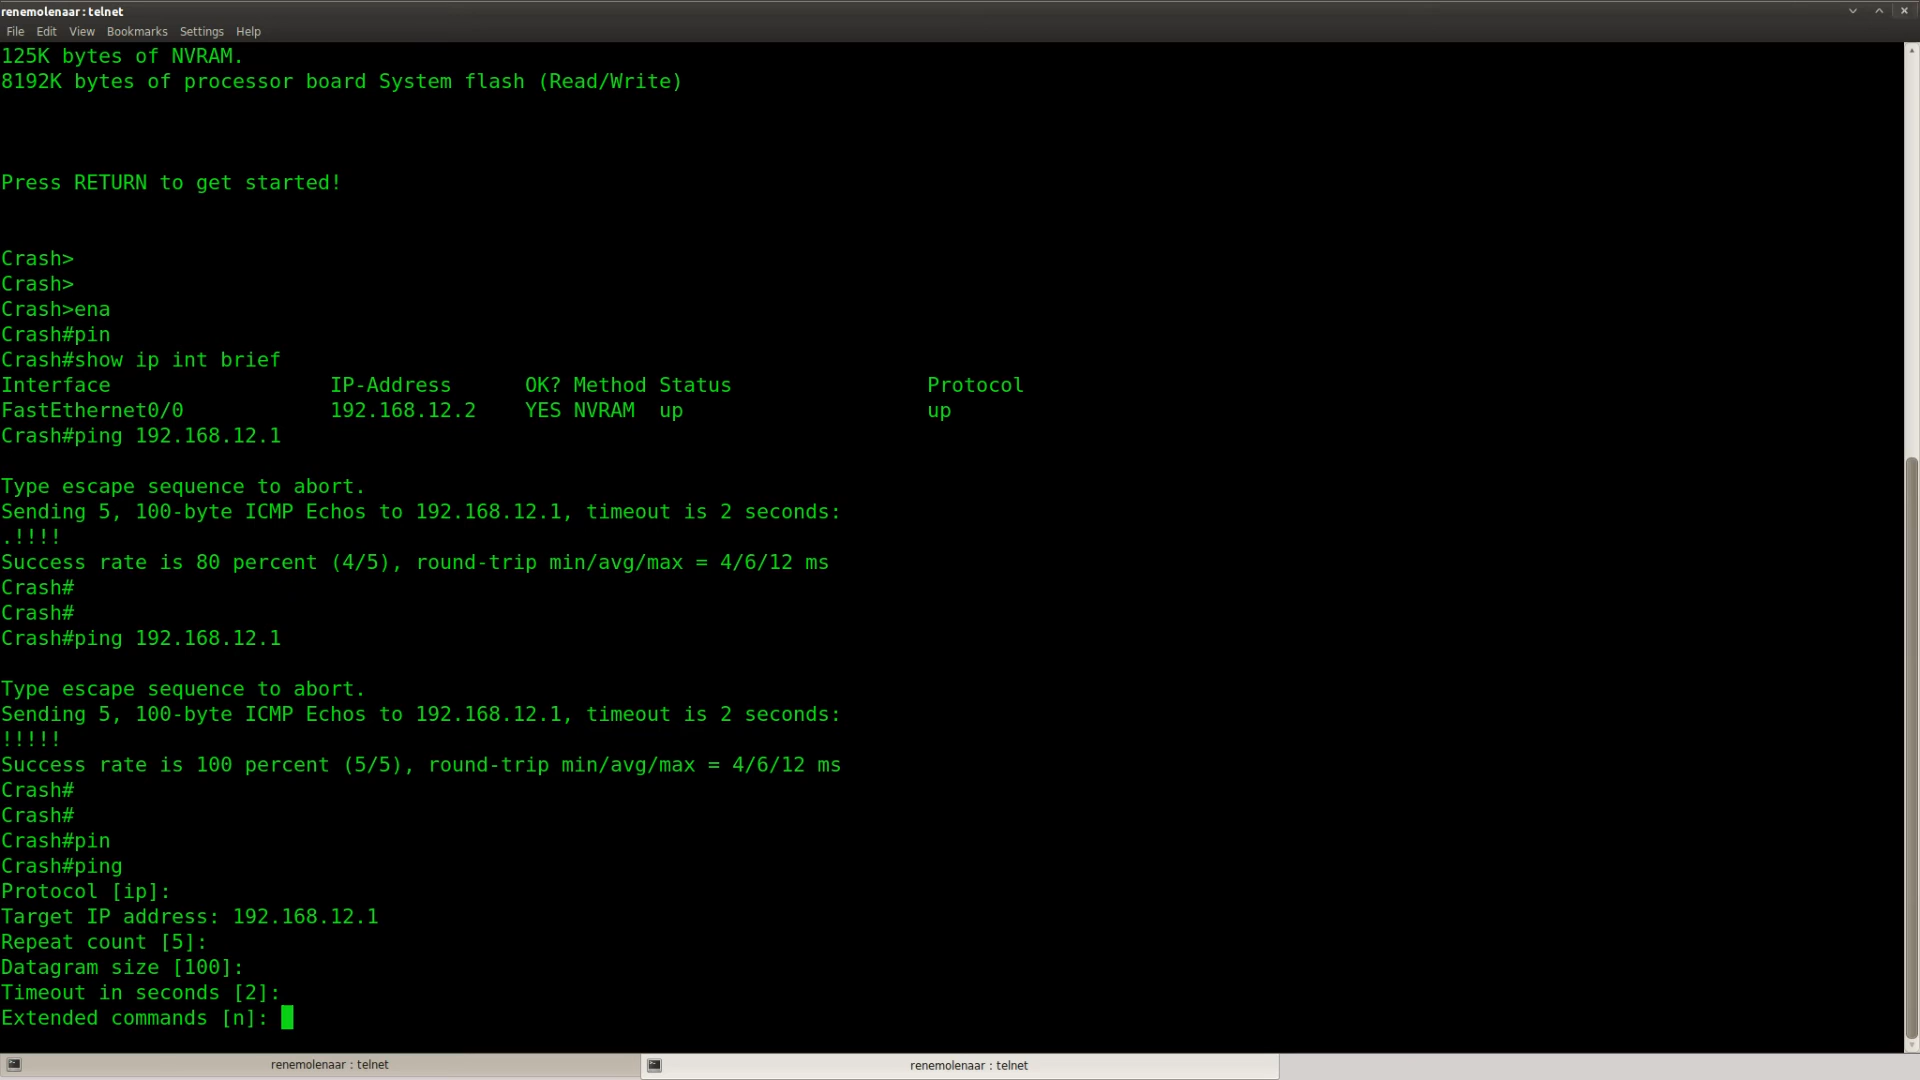 renemolenaar : telnet
File Edit View Bookmarks Settings Help
125K bytes of NVRAM.
8192K bytes of processor board System flash (Read/Write)
Press RETURN to get started!
Crash>
Crash>
Crash>ena
Crash#pin
Crash#show ip int brief
Interface                  IP-Address      OK? Method Status                Protocol
FastEthernet0/0            192.168.12.2    YES NVRAM  up                    up
Crash#ping 192.168.12.1
Type escape sequence to abort.
Sending 5, 100-byte ICMP Echos to 192.168.12.1, timeout is 2 seconds:
.!!!!
Success rate is 80 percent (4/5), round-trip min/avg/max = 4/6/12 ms
Crash#
Crash#
Crash#ping 192.168.12.1
Type escape sequence to abort.
Sending 5, 100-byte ICMP Echos to 192.168.12.1, timeout is 2 seconds:
!!!!!
Success rate is 100 percent (5/5), round-trip min/avg/max = 4/6/12 ms
Crash#
Crash#
Crash#pin
Crash#ping
Protocol [ip]:
Target IP address: 192.168.12.1
Repeat count [5]:
Datagram size [100]:
Timeout in seconds [2]:
Extended commands [n]:
renemolenaar : telnet renemolenaar : telnet